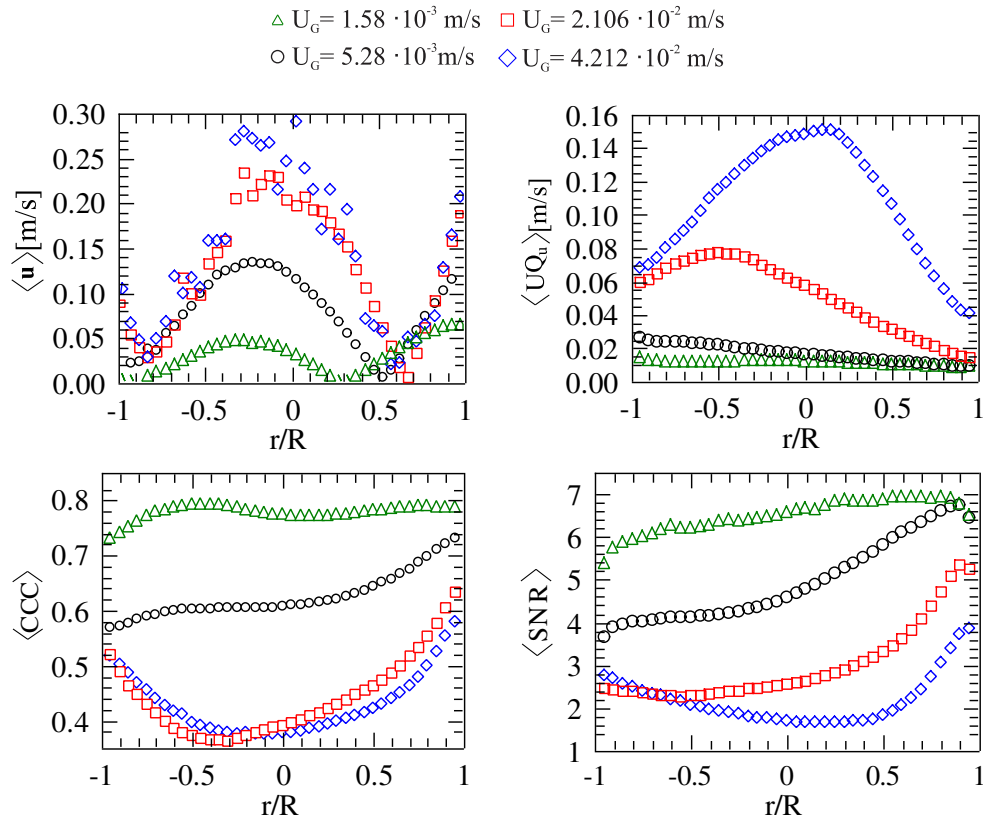 U_G= 1.58 ·10⁻³ m/s
U_G= 2.106 ·10⁻² m/s
U_G= 5.28 ·10⁻³m/s
U_G= 4.212 ·10⁻² m/s
⟨u⟩[m/s]
0.30
0.25
0.20
0.15
0.10
0.05
0.00
-1 -0.5 0 0.5 1
r/R
⟨UQ_u⟩[m/s]
0.16
0.14
0.12
0.10
0.08
0.06
0.04
0.02
0.00
-1 -0.5 0 0.5 1
r/R
⟨CCC⟩
0.8
0.7
0.6
0.5
0.4
-1 -0.5 0 0.5 1
r/R
⟨SNR⟩
7
6
5
4
3
2
1
-1 -0.5 0 0.5 1
r/R